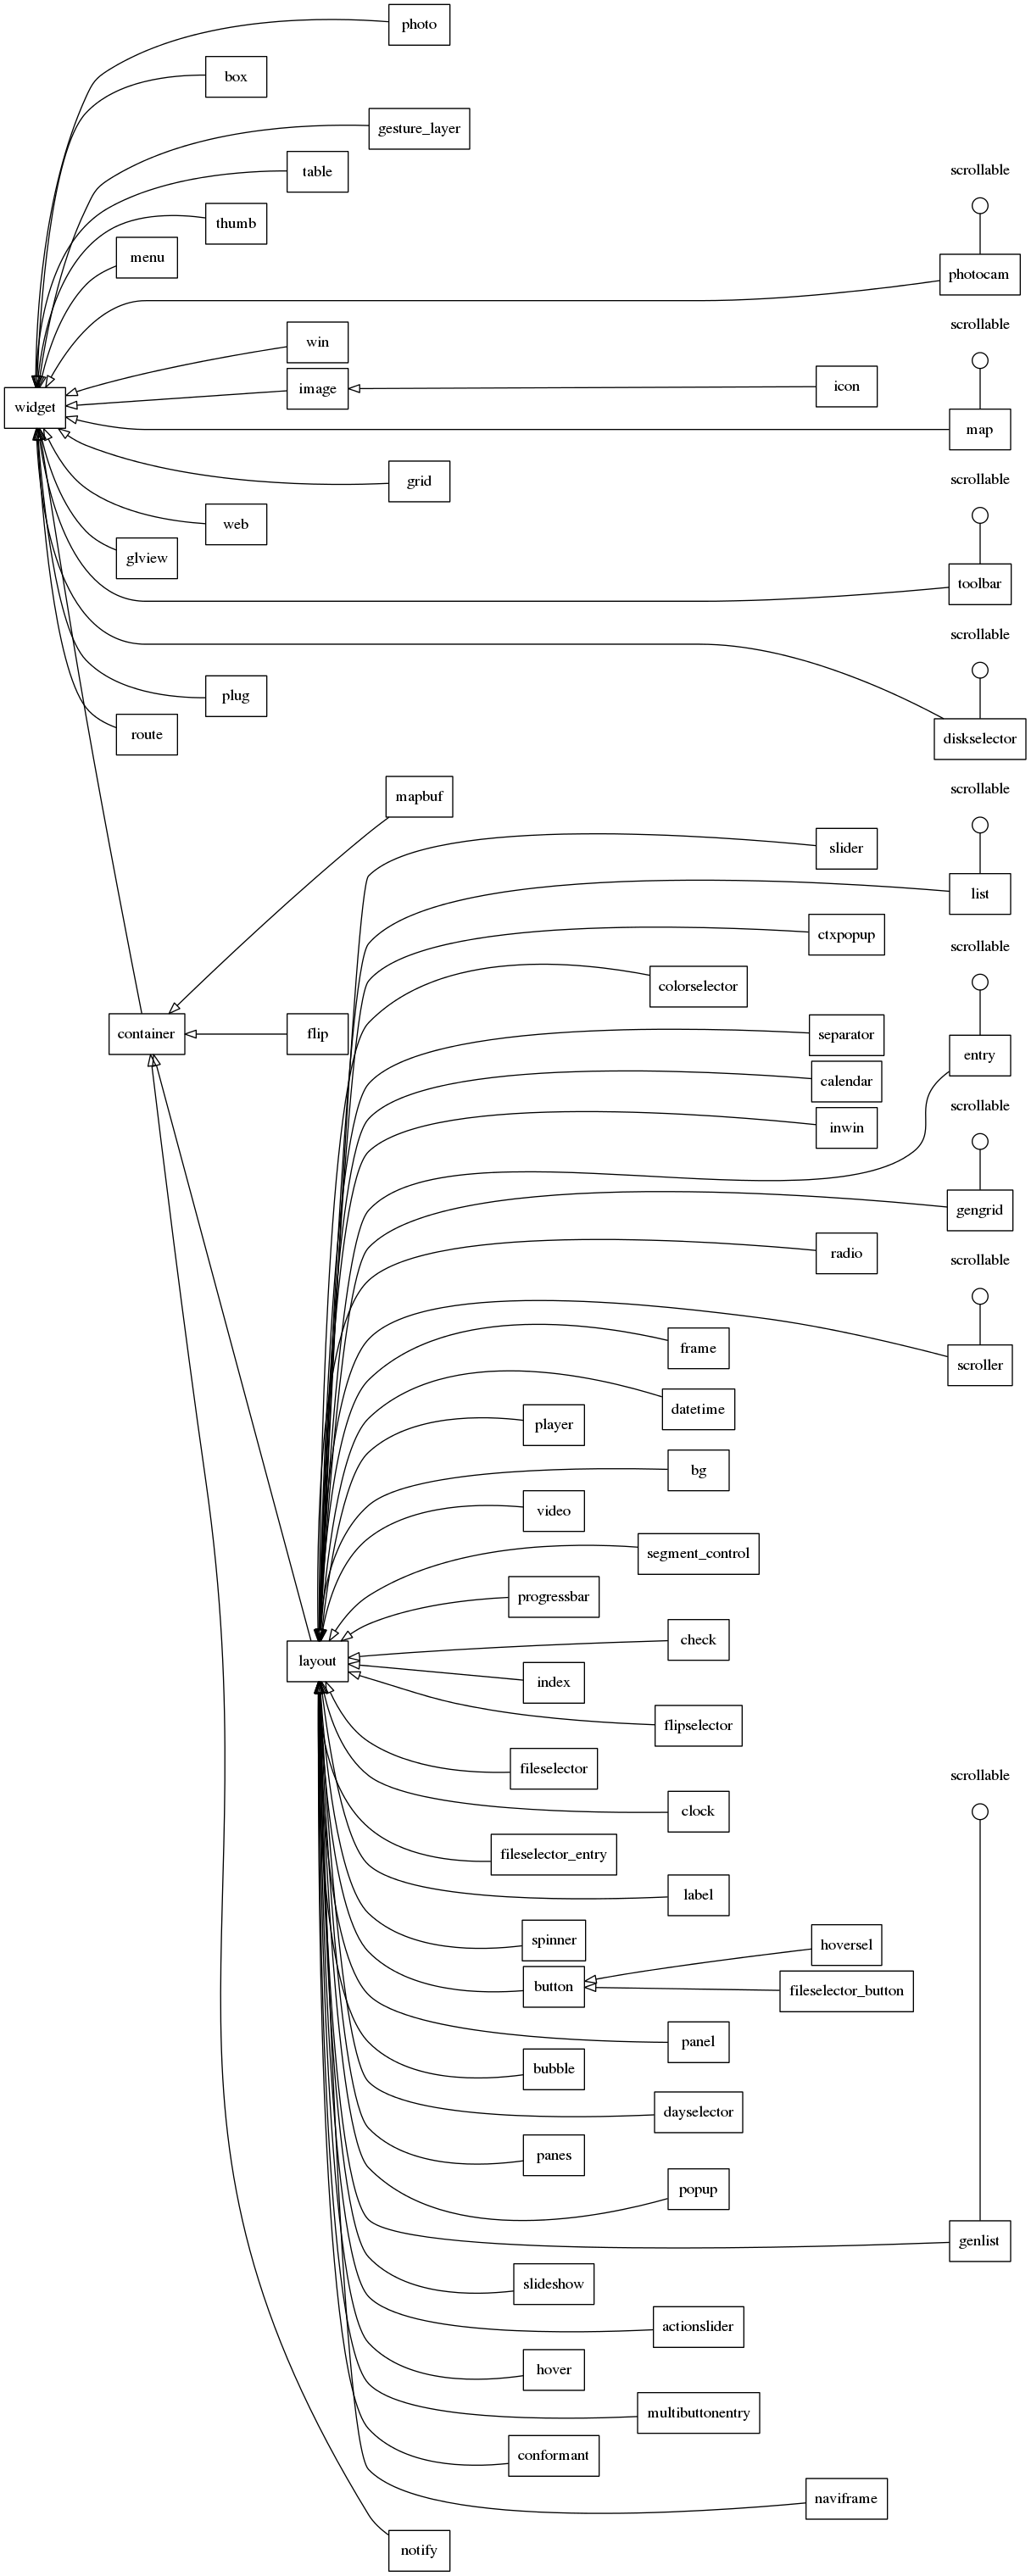 photo
box
gesture_layer
table
scrollable
thumb
menu
photocam
scrollable
win
image
icon
widget
map
grid
scrollable
web
glview
toolbar
scrollable
plug
route
diskselector
scrollable
mapbuf
slider
list
ctxpopup
scrollable
colorselector
container
flip
separator
entry
calendar
scrollable
inwin
gengrid
radio
scrollable
frame
scroller
datetime
player
bg
video
segment_control
progressbar
check
layout
index
flipselector
fileselector
scrollable
clock
fileselector_entry
label
spinner
hoversel
button
fileselector_button
panel
bubble
dayselector
panes
popup
genlist
slideshow
actionslider
hover
multibuttonentry
conformant
naviframe
notify